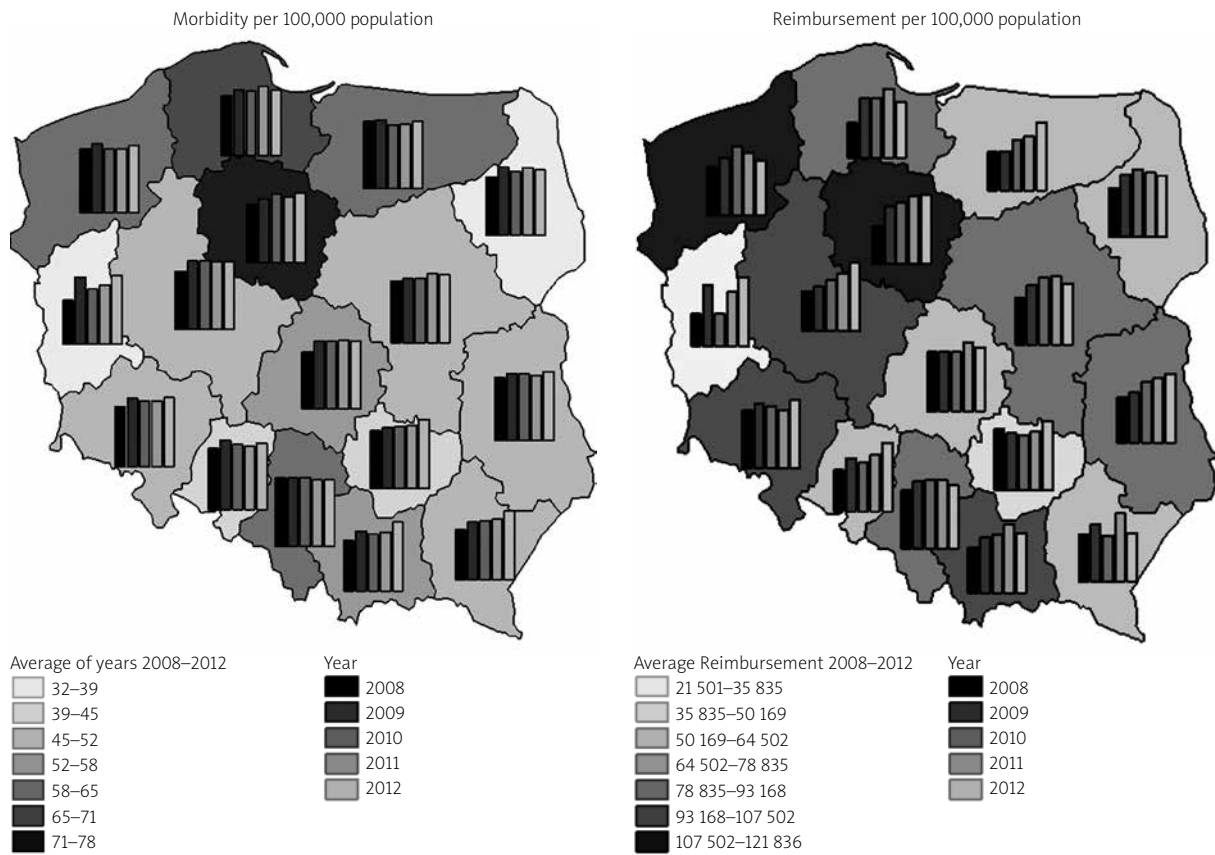 Morbidity per 100,000 population
Reimbursement per 100,000 population
Average of years 2008–2012
32–39
39–45
45–52
52–58
58–65
65–71
71–78
Year
2008
2009
2010
2011
2012
Average Reimbursement 2008–2012
21 501–35 835
35 835–50 169
50 169–64 502
64 502–78 835
78 835–93 168
93 168–107 502
107 502–121 836
Year
2008
2009
2010
2011
2012